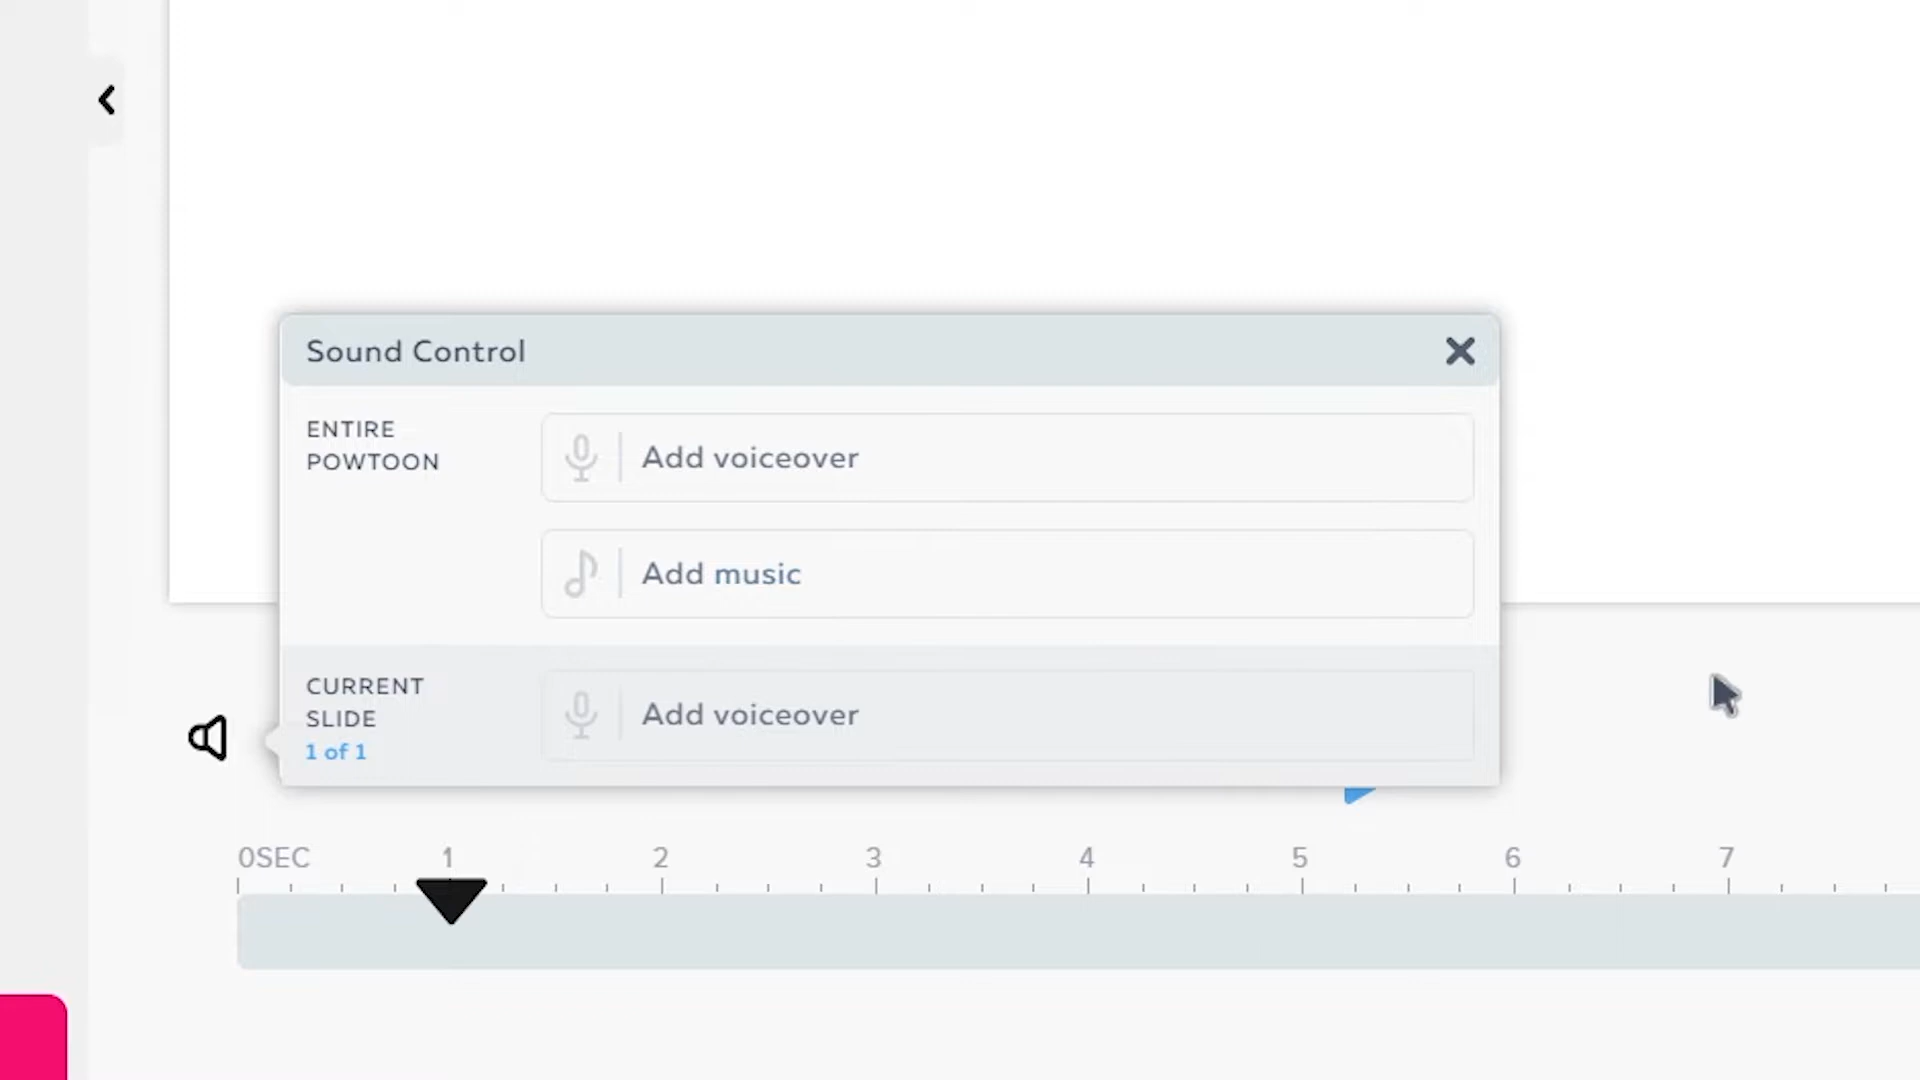 Sound Control
ENTIRE
POWTOON
Add voiceover
Add music
CURRENT
SLIDE
1 of 1
Add voiceover
0SEC 1 2 3 4 5 6 7